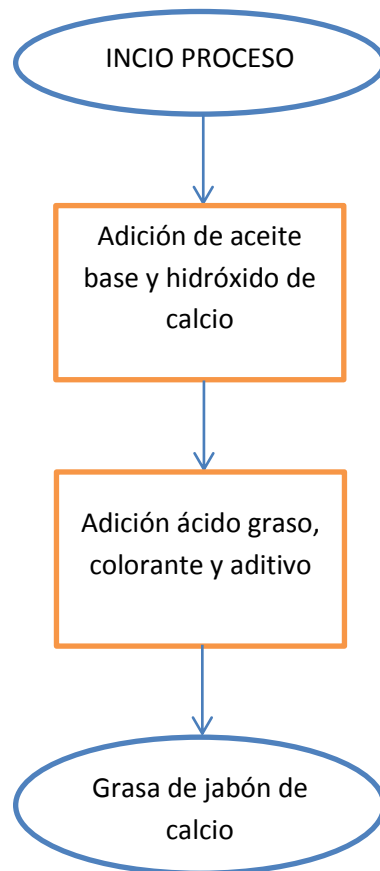 INCIO PROCESO
Adición de aceite
base y hidróxido de
calcio
Adición ácido graso,
colorante y aditivo
Grasa de jabón de
calcio